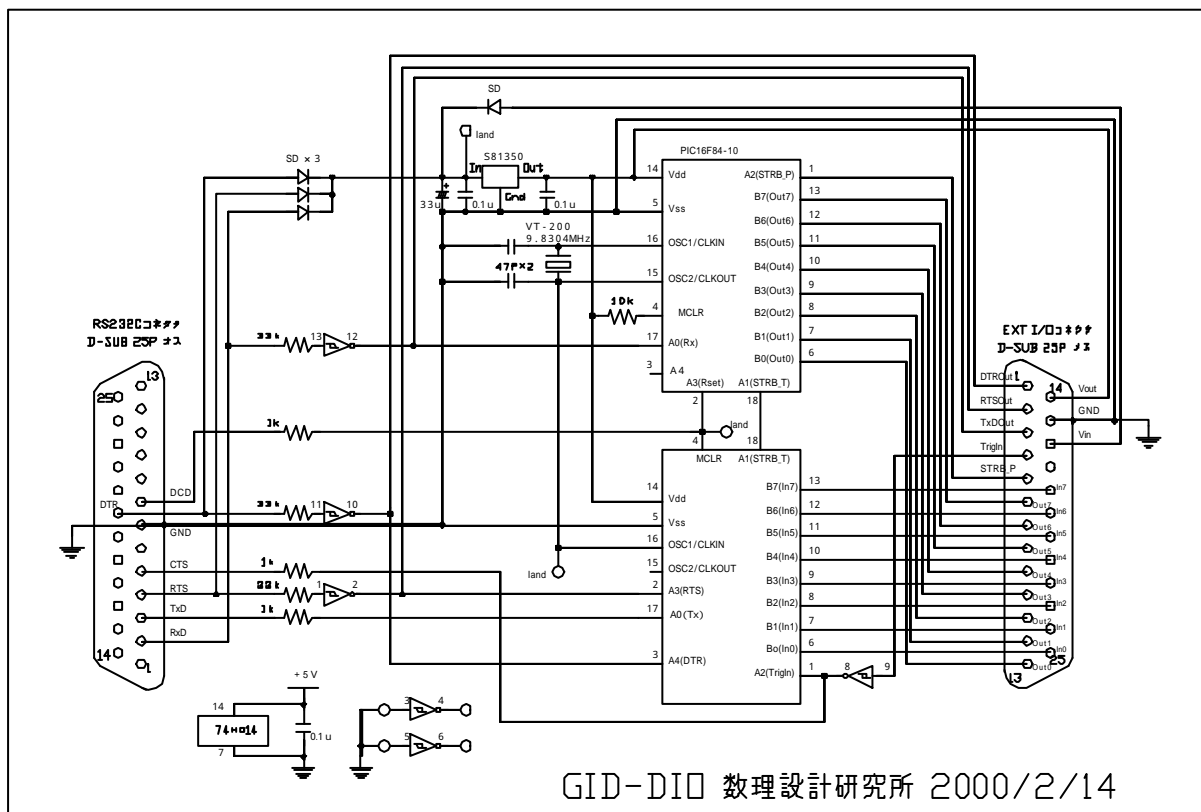 SD
land
PIC16F84-10
SD × 3
In S81350 Out
Gnd
33u
0.1u
0.1u
VT-200
9.8304MHz
47P×2
10k
14 Vdd
5 Vss
16 OSC1/CLKIN
15 OSC2/CLKOUT
4 MCLR
17 A0(Rx)
3 A4
A3(Rset)
2
A1(STRB_T)
18
A2(STRB_P) 1
B7(Out7) 13
B6(Out6) 12
B5(Out5) 11
B4(Out4) 10
B3(Out3) 9
B2(Out2) 8
B1(Out1) 7
B0(Out0) 6
RS232Cコネクタ
D-SUB 25P オス
13
25
14
1
DCD
DTR
GND
CTS
RTS
TxD
RxD
33k
13
12
1k
33k
11
10
1k
1
2
1k
land
4
MCLR
18
A1(STRB_T)
14 Vdd
5 Vss
16 OSC1/CLKIN
15 OSC2/CLKOUT
2 A3(RTS)
17 A0(Tx)
3 A4(DTR)
land
B7(In7) 13
B6(In6) 12
B5(In5) 11
B4(In4) 10
B3(In3) 9
B2(In2) 8
B1(In1) 7
Bo(In0) 6
A2(TrigIn) 1
8
9
EXT I/Oコネクタ
D-SUB 25P メス
DTROut
1
RTSOut
TxDOut
TrigIn
STRB_P
14
Vout
GND
Vin
In7
Out7
In6
Out6
In5
Out5
In4
Out4
In3
Out3
In2
Out2
In1
Out1
In0
Out0
25
13
+5V
14
7
0.1u
3
4
5
6
GID-DIO 数理設計研究所 2000/2/14